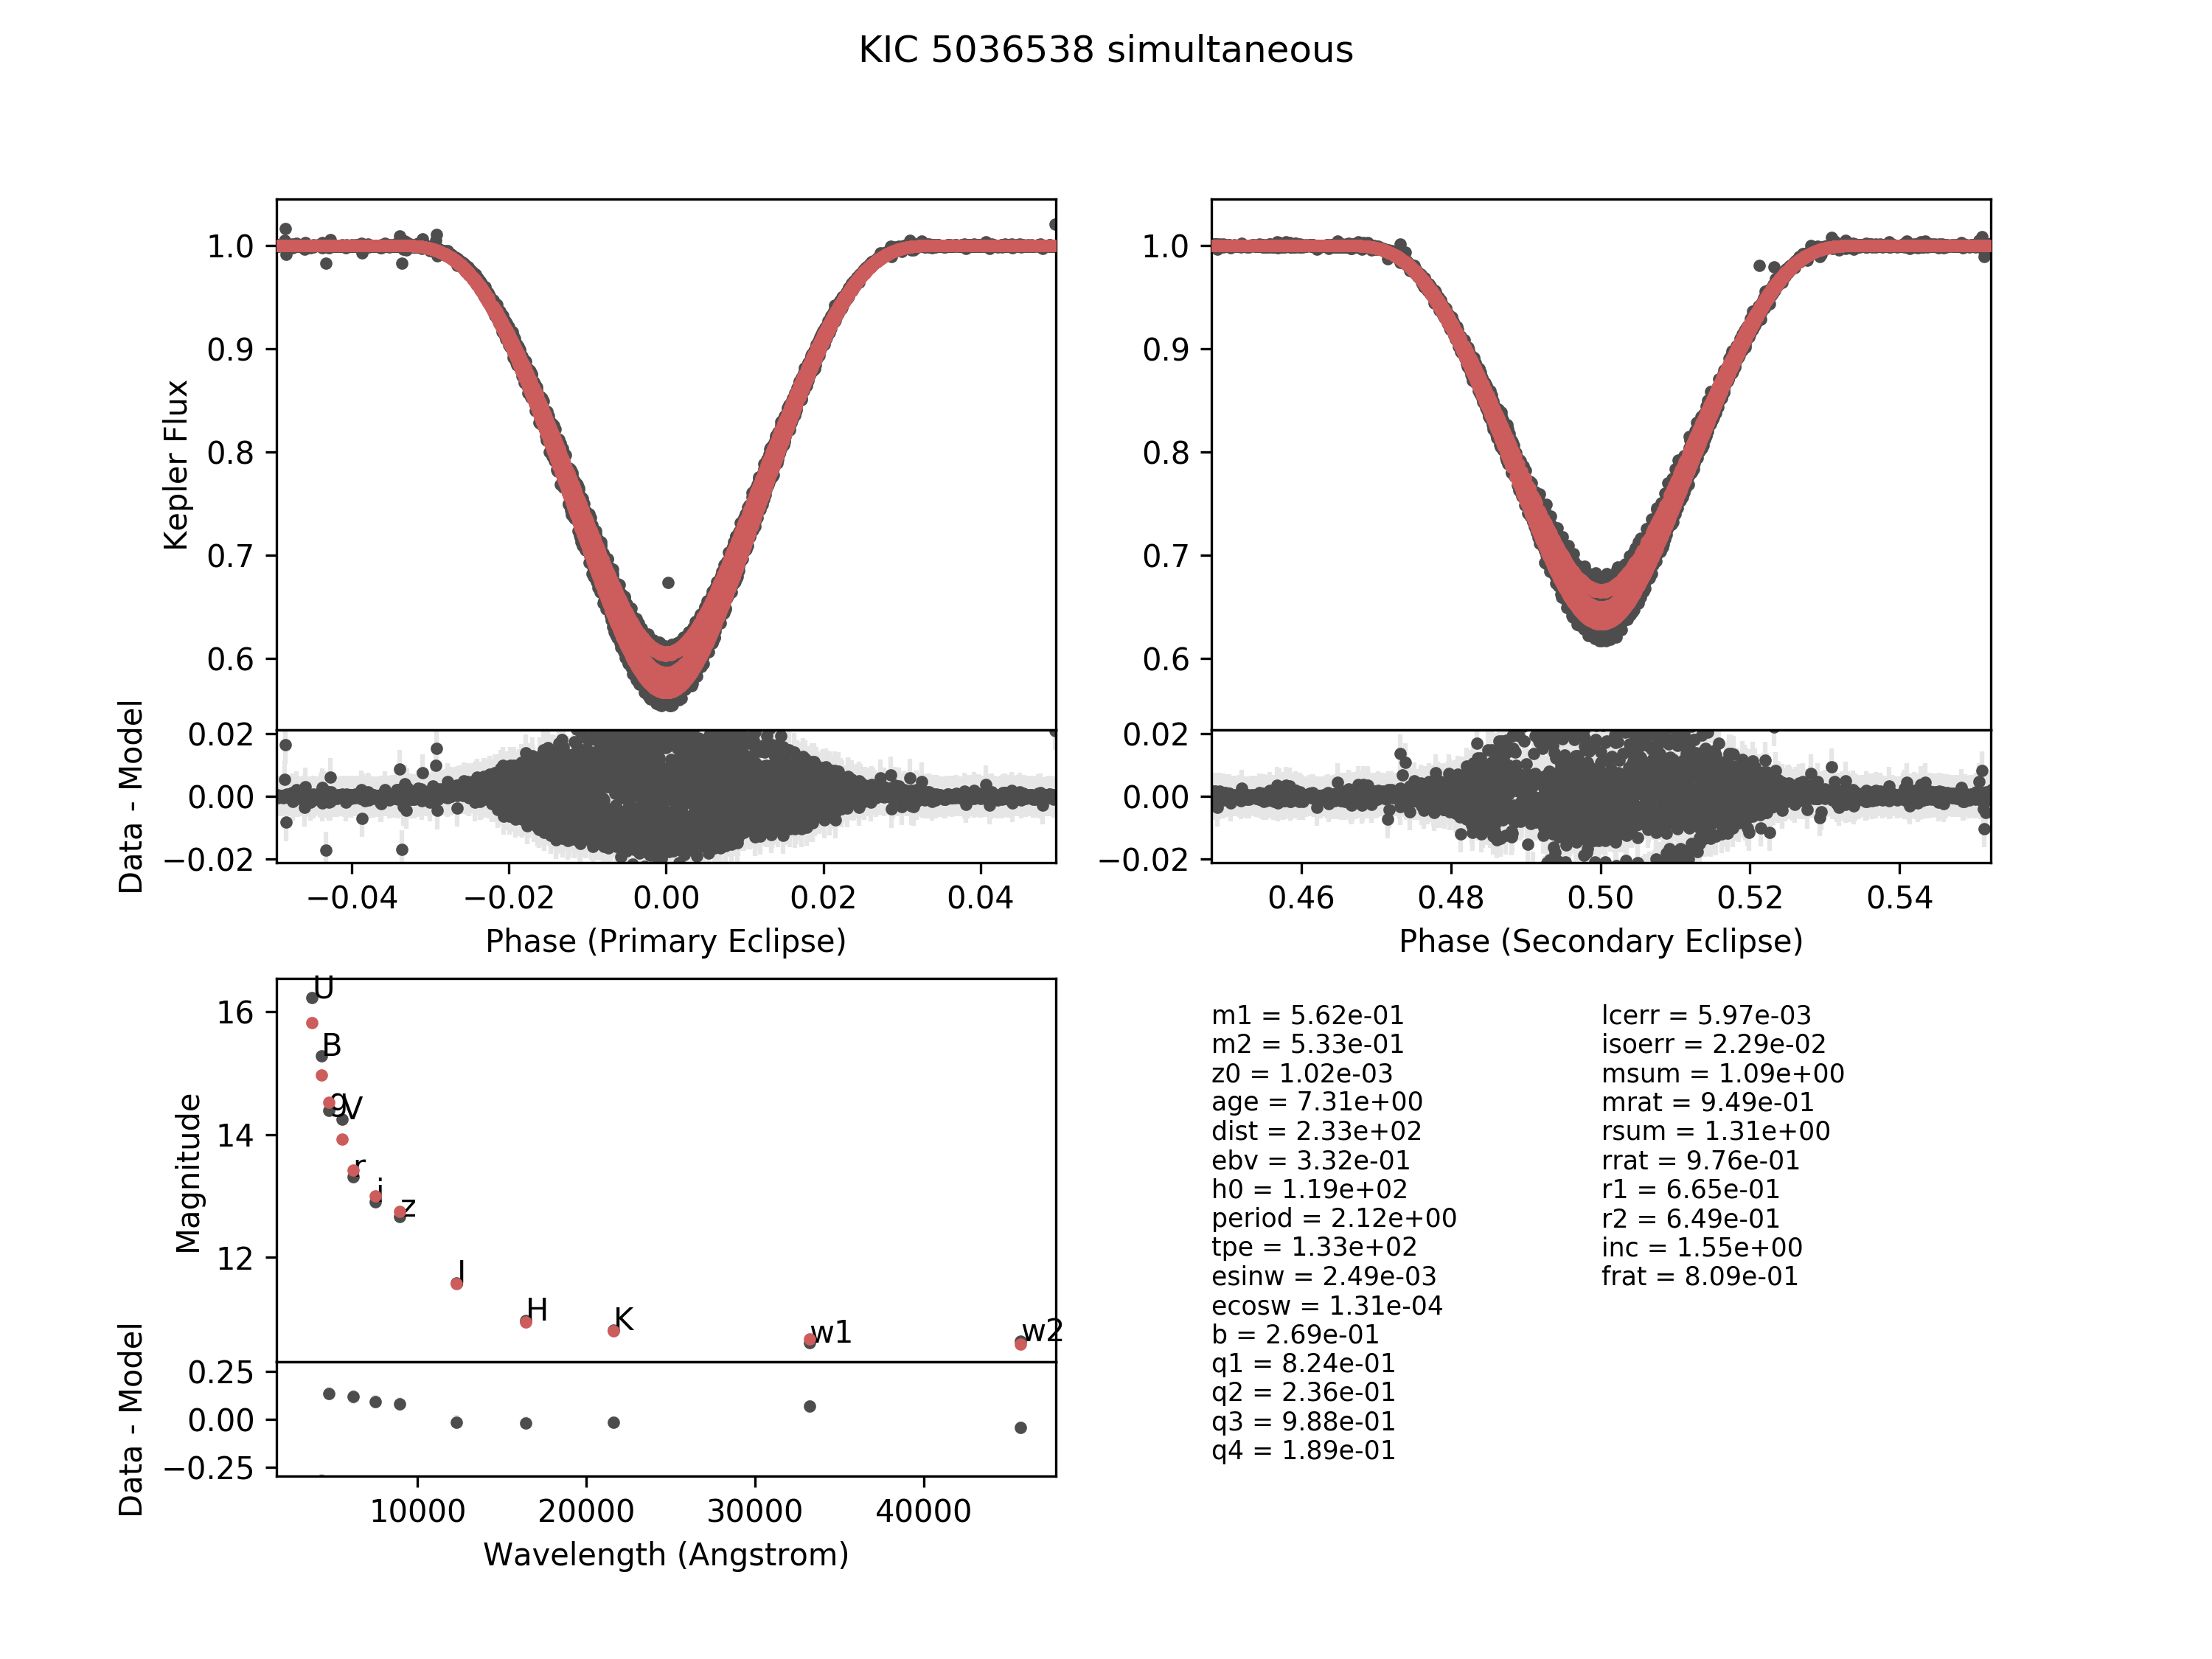 KIC 5036538 simultaneous
Kepler Flux
1.0
0.9
0.8
0.7
0.6
1.0
0.9
0.8
0.7
0.6
Data - Model
0.02
0.00
−0.02
0.02
0.00
−0.02
−0.04 −0.02 0.00 0.02 0.04
Phase (Primary Eclipse)
0.46 0.48 0.50 0.52 0.54
Phase (Secondary Eclipse)
Magnitude
16
14
12
U
B
g
V
r
i
z
J
H
K
w1
w2
Data - Model
0.25
0.00
−0.25
10000 20000 30000 40000
Wavelength (Angstrom)
m1 = 5.62e-01
m2 = 5.33e-01
z0 = 1.02e-03
age = 7.31e+00
dist = 2.33e+02
ebv = 3.32e-01
h0 = 1.19e+02
period = 2.12e+00
tpe = 1.33e+02
esinw = 2.49e-03
ecosw = 1.31e-04
b = 2.69e-01
q1 = 8.24e-01
q2 = 2.36e-01
q3 = 9.88e-01
q4 = 1.89e-01
lcerr = 5.97e-03
isoerr = 2.29e-02
msum = 1.09e+00
mrat = 9.49e-01
rsum = 1.31e+00
rrat = 9.76e-01
r1 = 6.65e-01
r2 = 6.49e-01
inc = 1.55e+00
frat = 8.09e-01